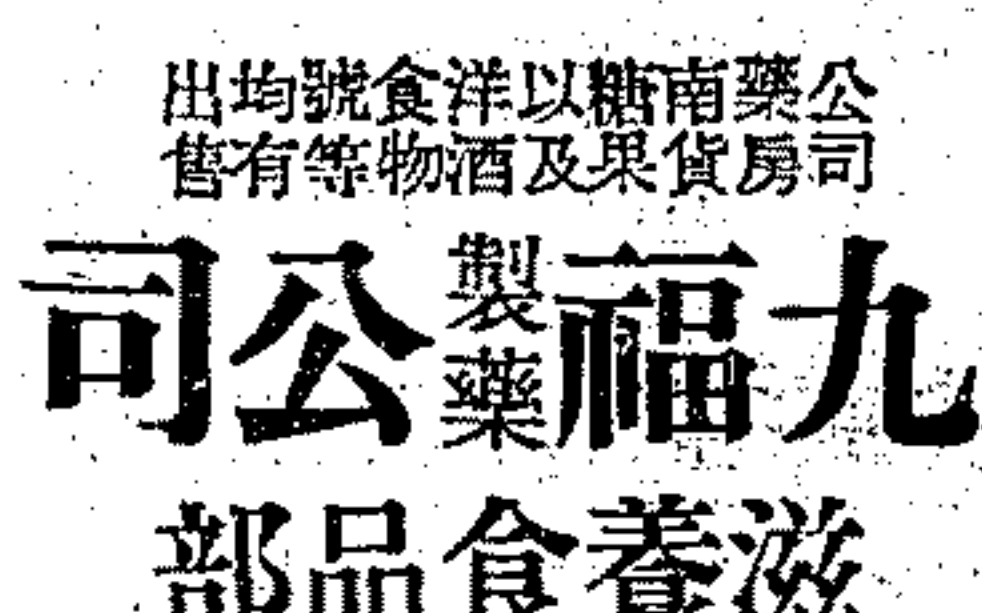 公司
藥房
南貨
糖果
以及
洋酒
食物
號等
均有
出售
九福製藥公司
滋養食品部